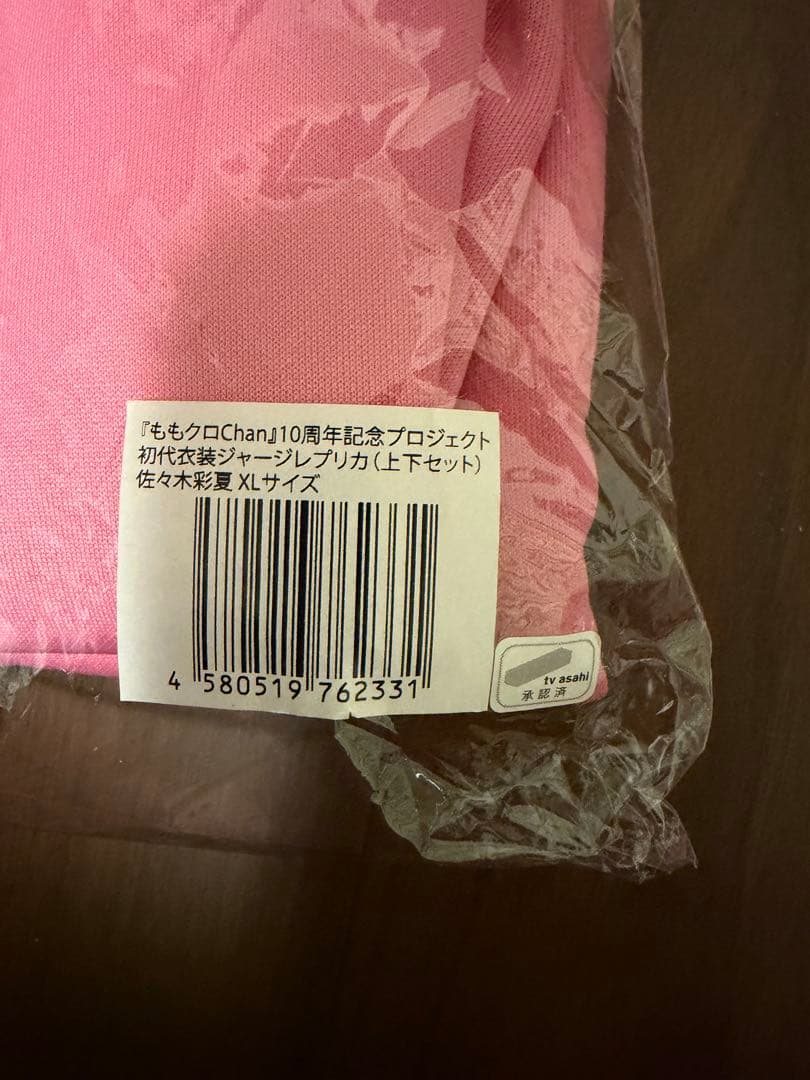 『ももクロChan』10周年記念プロジェクト
初代衣装ジャージレプリカ（上下セット）
佐々木彩夏 XLサイズ
4 580519 762331
tv asahi
承認済